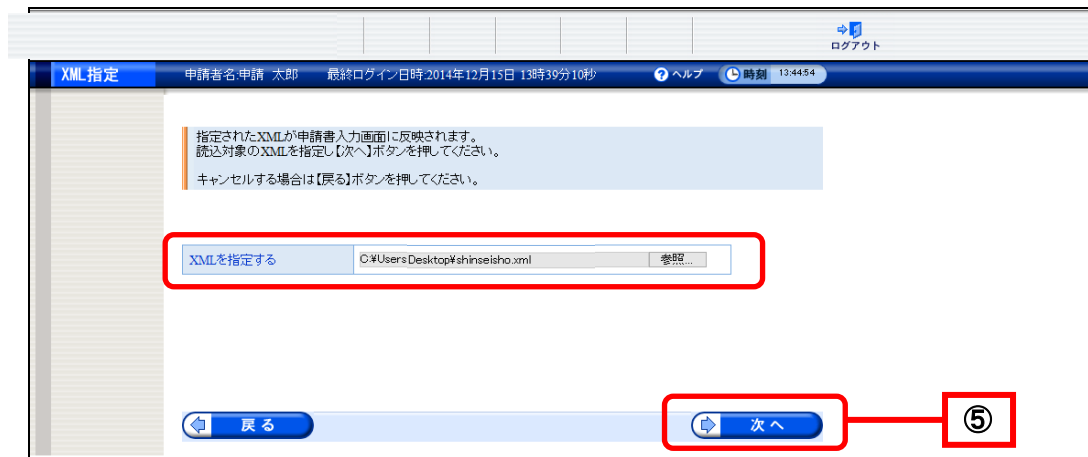 ログアウト
XML指定 申請者名:申請 太郎 最終ログイン日時:2014年12月15日 13時39分10秒 ?ヘルプ 時刻 13:44:54
指定されたXMLが申請書入力画面に反映されます。
読込対象のXMLを指定し【次へ】ボタンを押してください。
キャンセルする場合は【戻る】ボタンを押してください。
XMLを指定する C:¥Users Desktop¥shinseisho.xml 参照...
戻る 次へ ⑤